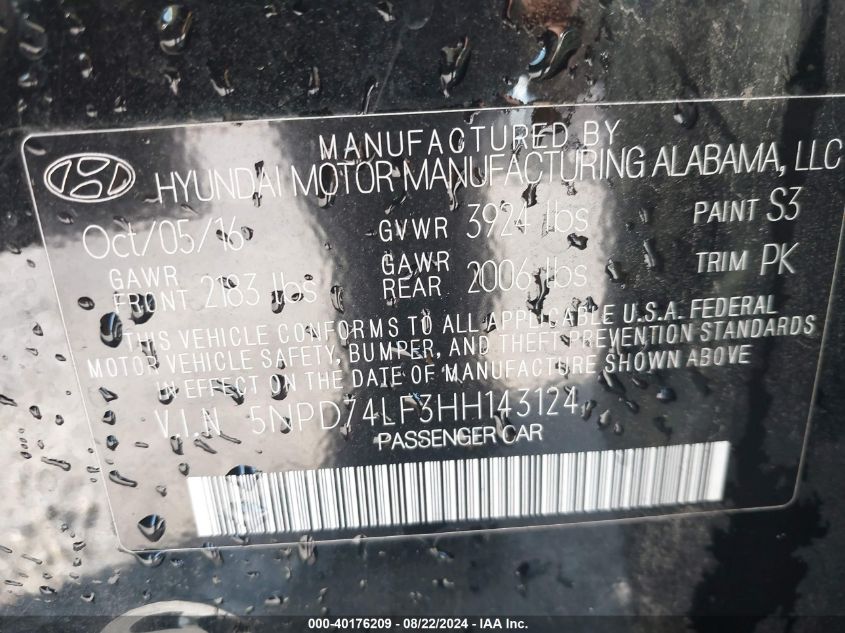 MANUFACTURED BY
HYUNDAI MOTOR MANUFACTURING ALABAMA, LLC
Oct/05/16 GVWR 3924 lbs PAINT S3
GAWR FRONT 2183 lbs GAWR REAR 2006 lbs TRIM PK
THIS VEHICLE CONFORMS TO ALL APPLICABLE U.S.A. FEDERAL
MOTOR VEHICLE SAFETY, BUMPER, AND THEFT PREVENTION STANDARDS
IN EFFECT ON THE DATE OF MANUFACTURE SHOWN ABOVE
V.I.N 5NPD74LF3HH143124
PASSENGER CAR
000-40176209 - 08/22/2024 - IAA Inc.